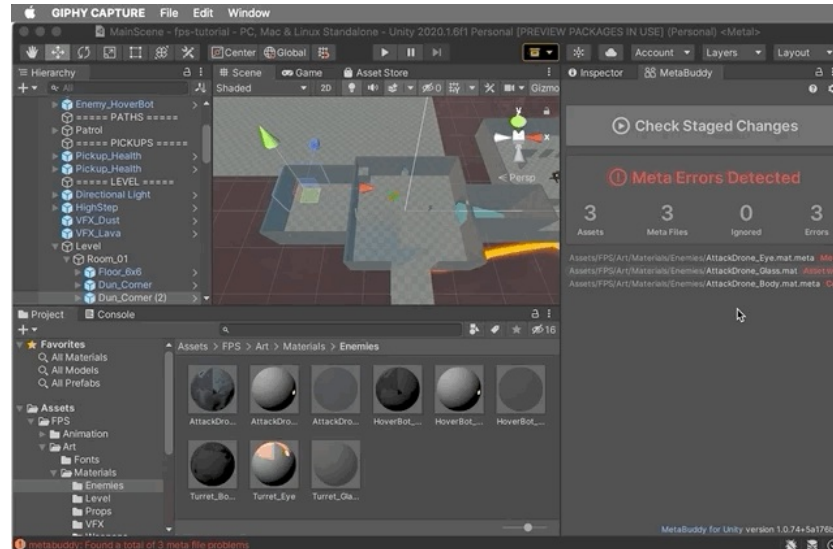 GIPHY CAPTURE File Edit Window
MainScene - fps-tutorial - PC, Mac & Linux Standalone - Unity 2020.1.6f1 Personal [PREVIEW PACKAGES IN USE] (Personal) <Metal>
Center Global Account Layers Layout
Hierarchy
All
Enemy_HoverBot
===== PATHS =====
Patrol
===== PICKUPS =====
Pickup_Health
Pickup_Health
===== LEVEL =====
Directional Light
HighStep
VFX_Dust
VFX_Lava
Level
Room_01
Floor_6x6
Dun_Corner
Dun_Corner (2)
Scene Game Asset Store
Shaded 2D 0 Gizmo
y
x
< Persp
Inspector MetaBuddy
Check Staged Changes
Meta Errors Detected
3 3 0 3
Assets Meta Files Ignored Errors
Assets/FPS/Art/Materials/Enemies/AttackDrone_Eye.mat.meta
Assets/FPS/Art/Materials/Enemies/AttackDrone_Glass.mat
Assets/FPS/Art/Materials/Enemies/AttackDrone_Body.mat.meta
Project Console
16
Favorites
All Materials
All Models
All Prefabs
Assets
FPS
Animation
Art
Fonts
Materials
Enemies
Level
Props
VFX
Assets > FPS > Art > Materials > Enemies
AttackDro... AttackDro... AttackDro... HoverBot_... HoverBot_... HoverBot_...
Turret_Bo... Turret_Eye Turret_Gla...
MetaBuddy for Unity version 1.0.74+5a176b
metabuddy: Found a total of 3 meta file problems